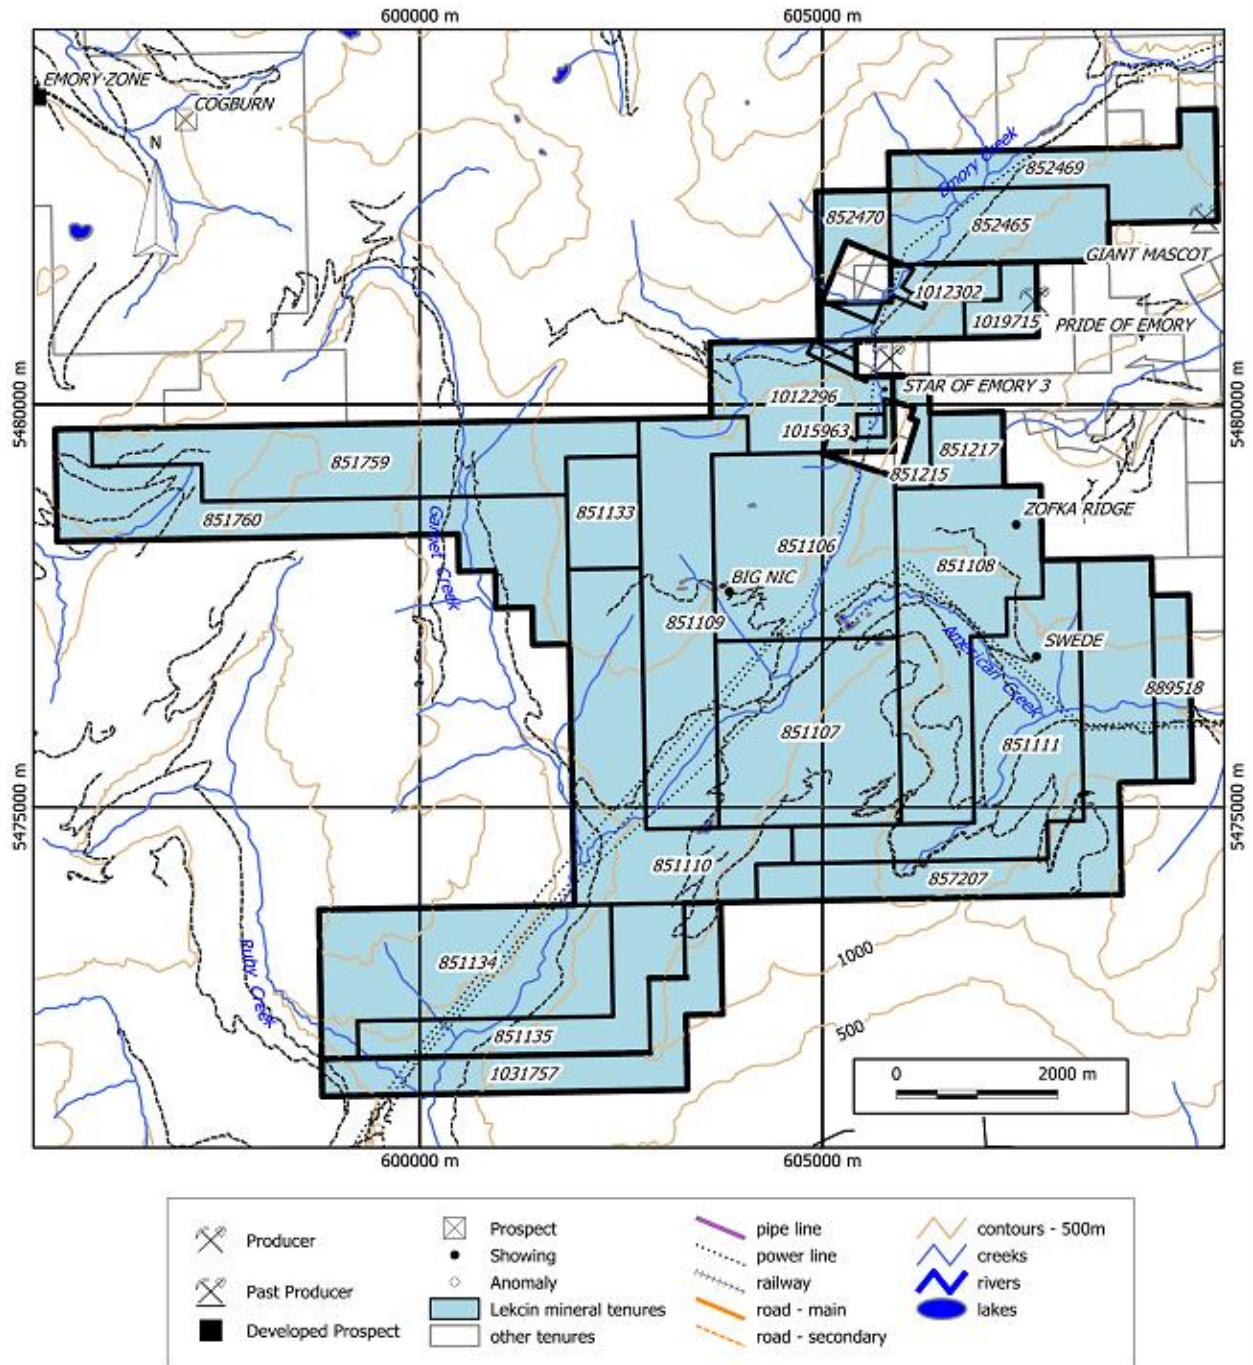 600000 m
605000 m
EMORY ZONE
COGBURN
N
Emory Creek
852469
852470
852465
GIANT MASCOT
1012302
1019715
PRIDE OF EMORY
5480000 m
5480000 m
STAR OF EMORY 3
1012296
1015963
851217
851215
851759
851760
851133
ZOFKA RIDGE
Garnet Creek
851106
851108
BIG NIC
851109
American Creek
SWEDE
889518
851107
851111
5475000 m
5475000 m
851110
857207
Ruby Creek
851134
1000
851135
500
1031757
0
2000 m
600000 m
605000 m
Producer
Past Producer
Developed Prospect
Prospect
Showing
Anomaly
Lekcin mineral tenures
other tenures
pipe line
power line
railway
road - main
road - secondary
contours - 500m
creeks
rivers
lakes